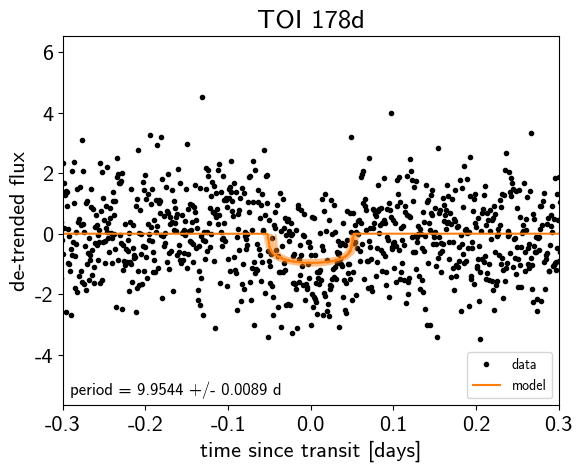 TOI 178d
6
4
2
0
-2
-4
de-trended flux
period = 9.9544 +/- 0.0089 d
data
model
-0.3 -0.2 -0.1 0.0 0.1 0.2 0.3
time since transit [days]